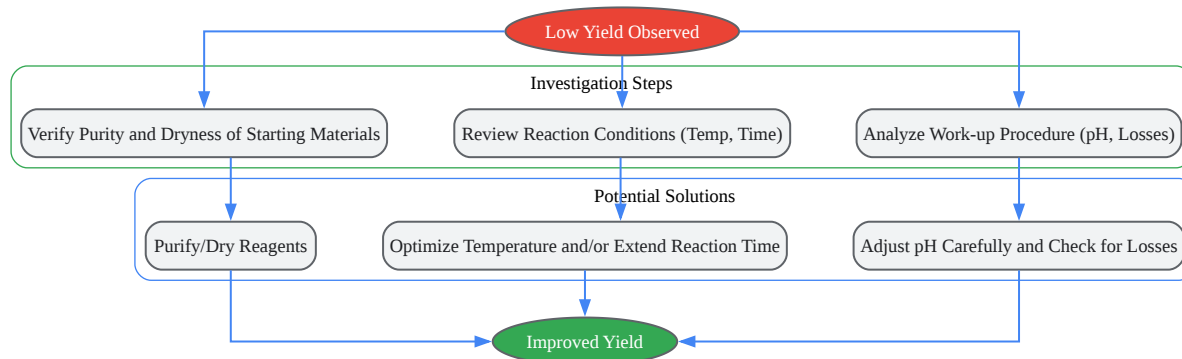 Low Yield Observed
Investigation Steps
Verify Purity and Dryness of Starting Materials
Review Reaction Conditions (Temp, Time)
Analyze Work-up Procedure (pH, Losses)
Potential Solutions
Purify/Dry Reagents
Optimize Temperature and/or Extend Reaction Time
Adjust pH Carefully and Check for Losses
Improved Yield